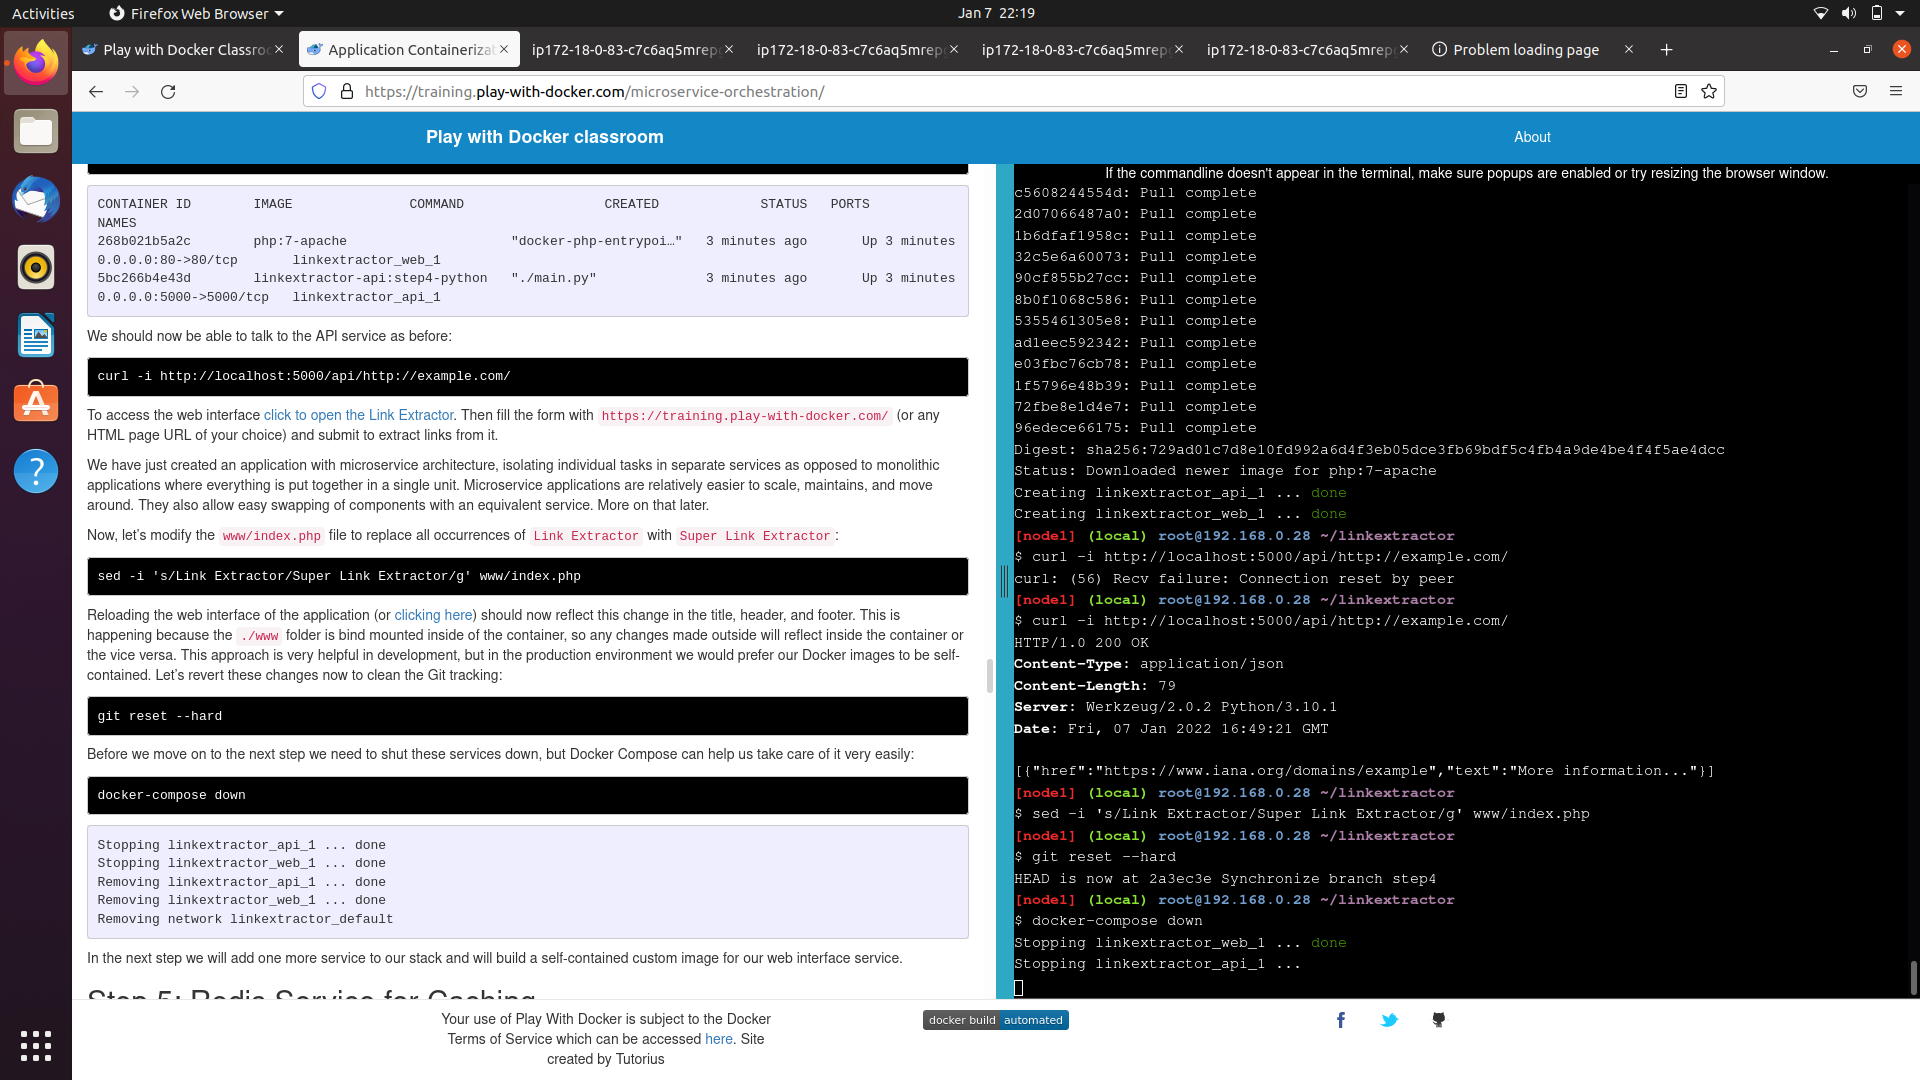 Activities
Firefox Web Browser
Jan 7 22:19
Play with Docker Classro
Application Containerizat
ip172-18-0-83-c7c6aq5mrep
ip172-18-0-83-c7c6aq5mrep
ip172-18-0-83-c7c6aq5mrep
ip172-18-0-83-c7c6aq5mrep
Problem loading page
https://training.play-with-docker.com/microservice-orchestration/
Play with Docker classroom
About
CONTAINER ID IMAGE COMMAND CREATED STATUS PORTS
NAMES
268b021b5a2c php:7-apache "docker-php-entrypoi…" 3 minutes ago Up 3 minutes
0.0.0.0:80->80/tcp linkextractor_web_1
5bc266b4e43d linkextractor-api:step4-python "./main.py" 3 minutes ago Up 3 minutes
0.0.0.0:5000->5000/tcp linkextractor_api_1
We should now be able to talk to the API service as before:
curl -i http://localhost:5000/api/http://example.com/
To access the web interface click to open the Link Extractor. Then fill the form with https://training.play-with-docker.com/ (or any
HTML page URL of your choice) and submit to extract links from it.
We have just created an application with microservice architecture, isolating individual tasks in separate services as opposed to monolithic
applications where everything is put together in a single unit. Microservice applications are relatively easier to scale, maintains, and move
around. They also allow easy swapping of components with an equivalent service. More on that later.
Now, let's modify the www/index.php file to replace all occurrences of Link Extractor with Super Link Extractor:
sed -i 's/Link Extractor/Super Link Extractor/g' www/index.php
Reloading the web interface of the application (or clicking here) should now reflect this change in the title, header, and footer. This is
happening because the ./www folder is bind mounted inside of the container, so any changes made outside will reflect inside the container or
the vice versa. This approach is very helpful in development, but in the production environment we would prefer our Docker images to be self-
contained. Let's revert these changes now to clean the Git tracking:
git reset --hard
Before we move on to the next step we need to shut these services down, but Docker Compose can help us take care of it very easily:
docker-compose down
Stopping linkextractor_api_1 ... done
Stopping linkextractor_web_1 ... done
Removing linkextractor_api_1 ... done
Removing linkextractor_web_1 ... done
Removing network linkextractor_default
In the next step we will add one more service to our stack and will build a self-contained custom image for our web interface service.
Step 5: Redis Service for Caching
If the commandline doesn't appear in the terminal, make sure popups are enabled or try resizing the browser window.
c5608244554d: Pull complete
2d07066487a0: Pull complete
1b6dfaf1958c: Pull complete
32c5e6a60073: Pull complete
90cf855b27cc: Pull complete
8b0f1068c586: Pull complete
5355461305e8: Pull complete
ad1eec592342: Pull complete
e03fbc76cb78: Pull complete
1f5796e48b39: Pull complete
72fbe8e1d4e7: Pull complete
96edece66175: Pull complete
Digest: sha256:729ad01c7d8e10fd992a6d4f3eb05dce3fb69bdf5c4fb4a9de4be4f4f5ae4dcc
Status: Downloaded newer image for php:7-apache
Creating linkextractor_api_1 ... done
Creating linkextractor_web_1 ... done
[node1] (local) root@192.168.0.28 ~/linkextractor
$ curl -i http://localhost:5000/api/http://example.com/
curl: (56) Recv failure: Connection reset by peer
[node1] (local) root@192.168.0.28 ~/linkextractor
$ curl -i http://localhost:5000/api/http://example.com/
HTTP/1.0 200 OK
Content-Type: application/json
Content-Length: 79
Server: Werkzeug/2.0.2 Python/3.10.1
Date: Fri, 07 Jan 2022 16:49:21 GMT
[{"href":"https://www.iana.org/domains/example","text":"More information..."}]
[node1] (local) root@192.168.0.28 ~/linkextractor
$ sed -i 's/Link Extractor/Super Link Extractor/g' www/index.php
[node1] (local) root@192.168.0.28 ~/linkextractor
$ git reset --hard
HEAD is now at 2a3ec3e Synchronize branch step4
[node1] (local) root@192.168.0.28 ~/linkextractor
$ docker-compose down
Stopping linkextractor_web_1 ... done
Stopping linkextractor_api_1 ...
Your use of Play With Docker is subject to the Docker
Terms of Service which can be accessed here. Site
created by Tutorius
docker build automated